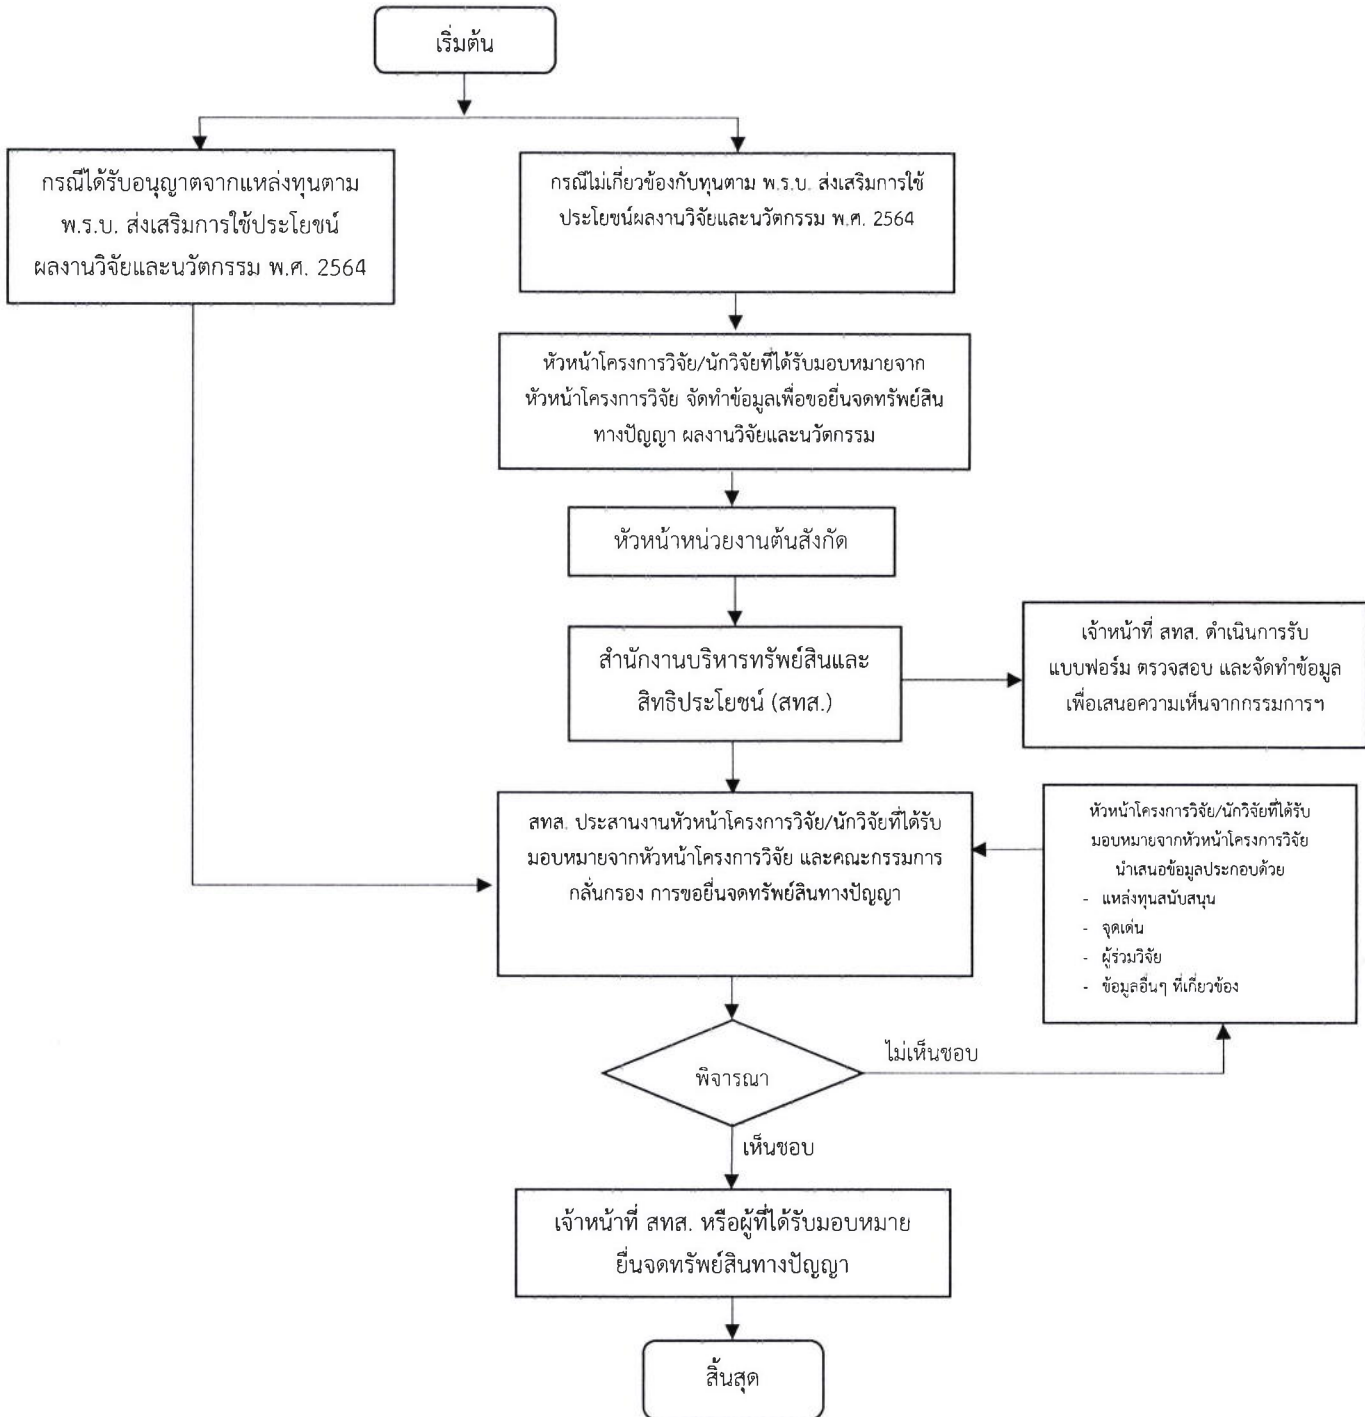 เริ่มต้น
กรณีได้รับอนุญาตจากแหล่งทุนตาม
พ.ร.บ. ส่งเสริมการใช้ประโยชน์
ผลงานวิจัยและนวัตกรรม พ.ศ. 2564
กรณีไม่เกี่ยวข้องกับทุนตาม พ.ร.บ. ส่งเสริมการใช้
ประโยชน์ผลงานวิจัยและนวัตกรรม พ.ศ. 2564
หัวหน้าโครงการวิจัย/นักวิจัยที่ได้รับมอบหมายจาก
หัวหน้าโครงการวิจัย จัดทำข้อมูลเพื่อขอยื่นจดทรัพย์สิน
ทางปัญญา ผลงานวิจัยและนวัตกรรม
หัวหน้าหน่วยงานต้นสังกัด
สำนักงานบริหารทรัพย์สินและ
สิทธิประโยชน์ (สทส.)
เจ้าหน้าที่ สทส. ดำเนินการรับ
แบบฟอร์ม ตรวจสอบ และจัดทำข้อมูล
เพื่อเสนอความเห็นจากกรรมการฯ
สทส. ประสานงานหัวหน้าโครงการวิจัย/นักวิจัยที่ได้รับ
มอบหมายจากหัวหน้าโครงการวิจัย และคณะกรรมการ
กลั่นกรอง การขอยื่นจดทรัพย์สินทางปัญญา
หัวหน้าโครงการวิจัย/นักวิจัยที่ได้รับ
มอบหมายจากหัวหน้าโครงการวิจัย
นำเสนอข้อมูลประกอบด้วย
- แหล่งทุนสนับสนุน
- จุดเด่น
- ผู้ร่วมวิจัย
- ข้อมูลอื่นๆ ที่เกี่ยวข้อง
พิจารณา
ไม่เห็นชอบ
เห็นชอบ
เจ้าหน้าที่ สทส. หรือผู้ที่ได้รับมอบหมาย
ยื่นจดทรัพย์สินทางปัญญา
สิ้นสุด